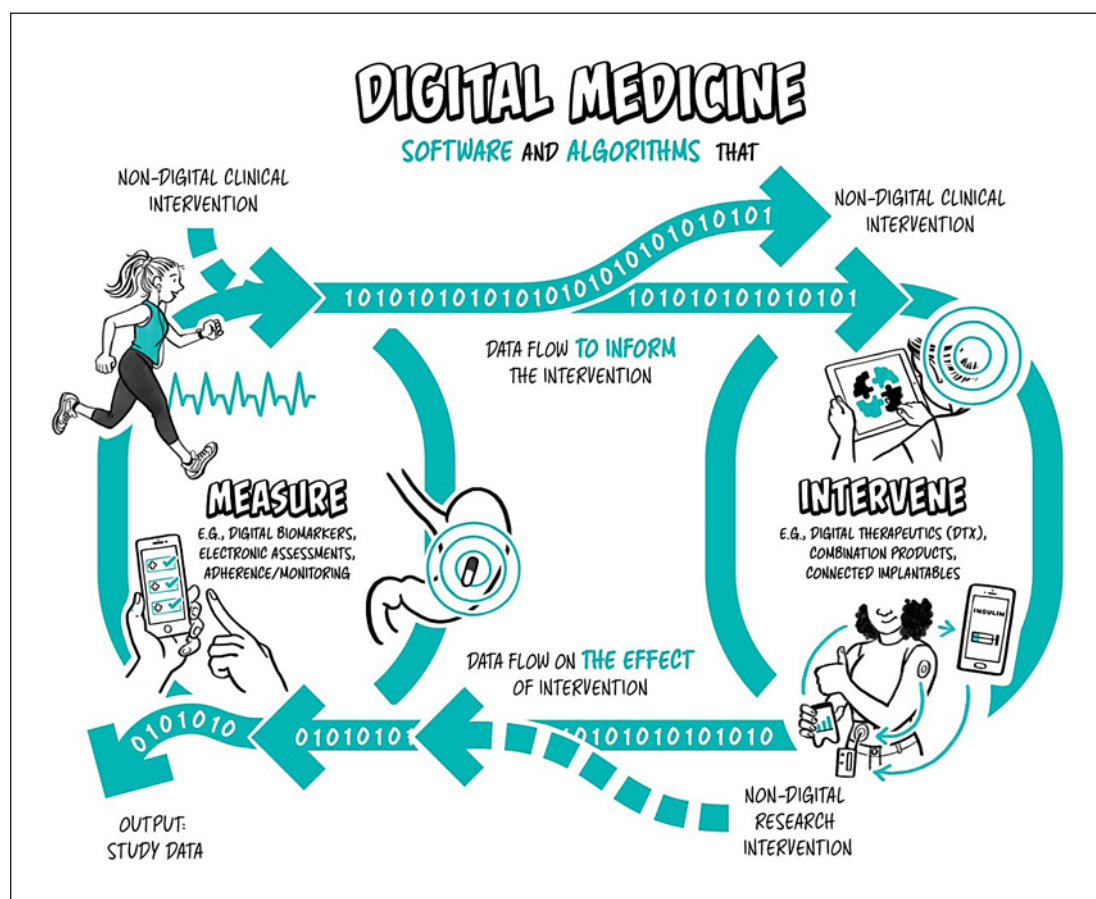 DIGITAL MEDICINE
SOFTWARE AND ALGORITHMS THAT
NON-DIGITAL CLINICAL
INTERVENTION
NON-DIGITAL CLINICAL
INTERVENTION
1010101010101010101010101010101
101010101010101
DATA FLOW TO INFORM
THE INTERVENTION
MEASURE
E.G., DIGITAL BIOMARKERS,
ELECTRONIC ASSESSMENTS,
ADHERENCE/MONITORING
INTERVENE
E.G., DIGITAL THERAPEUTICS (DTX),
COMBINATION PRODUCTS,
CONNECTED IMPLANTABLES
INSULIN
DATA FLOW ON THE EFFECT
OF INTERVENTION
0101010
0101010
10101010101010
OUTPUT:
STUDY DATA
NON-DIGITAL
RESEARCH
INTERVENTION